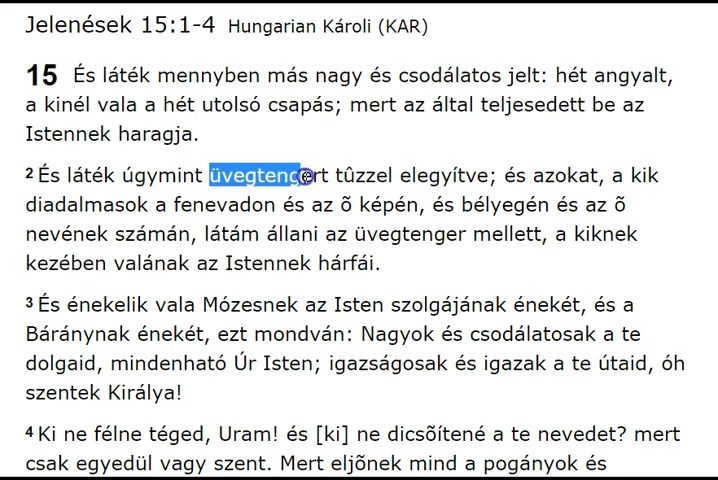 Jelenések 15:1-4 Hungarian Károli (KAR)
15 És láték mennyben más nagy és csodálatos jelt: hét angyalt,
a kinél vala a hét utolsó csapás; mert az által teljesedett be az
Istennek haragja.
2 És láték úgymint üvegtengert tûzzel elegyítve; és azokat, a kik
diadalmasok a fenevadon és az õ képén, és bélyegén és az õ
nevének számán, látám állani az üvegtenger mellett, a kiknek
kezében valának az Istennek hárfái.
3 És énekelik vala Mózesnek az Isten szolgájának énekét, és a
Báránynak énekét, ezt mondván: Nagyok és csodálatosak a te
dolgaid, mindenható Úr Isten; igazságosak és igazak a te útaid, óh
szentek Királya!
4 Ki ne félne téged, Uram! és [ki] ne dicsõítené a te nevedet? mert
csak egyedül vagy szent. Mert eljõnek mind a pogányok és